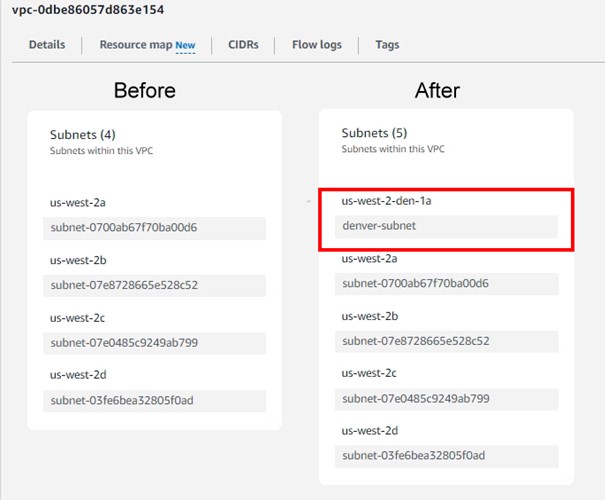 vpc-0dbe86057d863e154
Details
Resource map New
CIDRs
Flow logs
Tags
Before
Subnets (4)
Subnets within this VPC
us-west-2a
subnet-0700ab67f70ba00d6
us-west-2b
subnet-07e8728665e528c52
us-west-2c
subnet-07e0485c9249ab799
us-west-2d
subnet-03fe6bea32805f0ad
After
Subnets (5)
Subnets within this VPC
us-west-2-den-1a
denver-subnet
us-west-2a
subnet-0700ab67f70ba00d6
us-west-2b
subnet-07e8728665e528c52
us-west-2c
subnet-07e0485c9249ab799
us-west-2d
subnet-03fe6bea32805f0ad